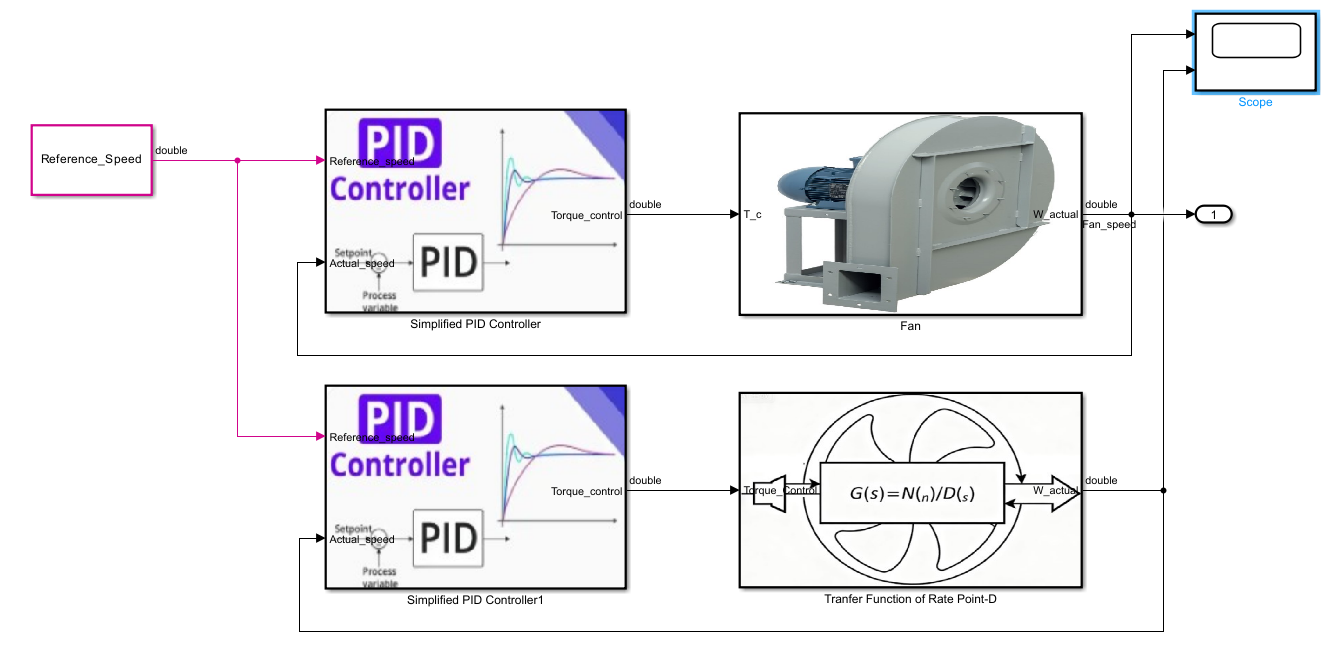 Scope
Reference_Speed
double
PID
Controller
Reference_speed
Torque_control
double
Setpoint
Actual_speed
PID
Process
variable
Simplified PID Controller
T_c
W_actual
double
Fan_speed
Fan
1
PID
Controller
Reference_speed
Torque_control
double
Setpoint
Actual_speed
PID
Process
variable
Simplified PID Controller1
Torque_Control
G(s)=N(n)/D(s)
W_actual
double
Tranfer Function of Rate Point-D